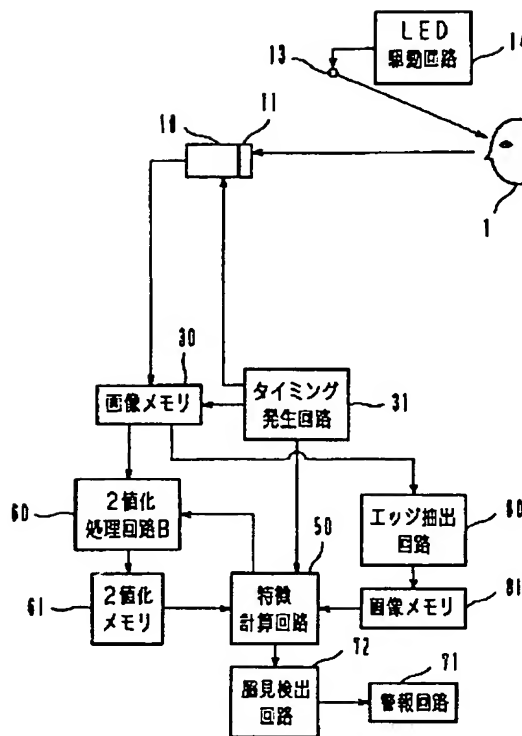 LED
駆動回路
14
13
11
10
1
30
画像メモリ
タイミング
発生回路
31
60
2値化
処理回路B
50
エッジ抽出
回路
80
61
2値化
メモリ
特徴
計算回路
画像メモリ
81
72
脇見検出
回路
71
警報回路